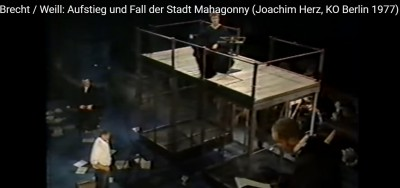 Brecht / Weill: Aufstieg und Fall der Stadt Mahagonny (Joachim Herz, KO Berlin 1977)